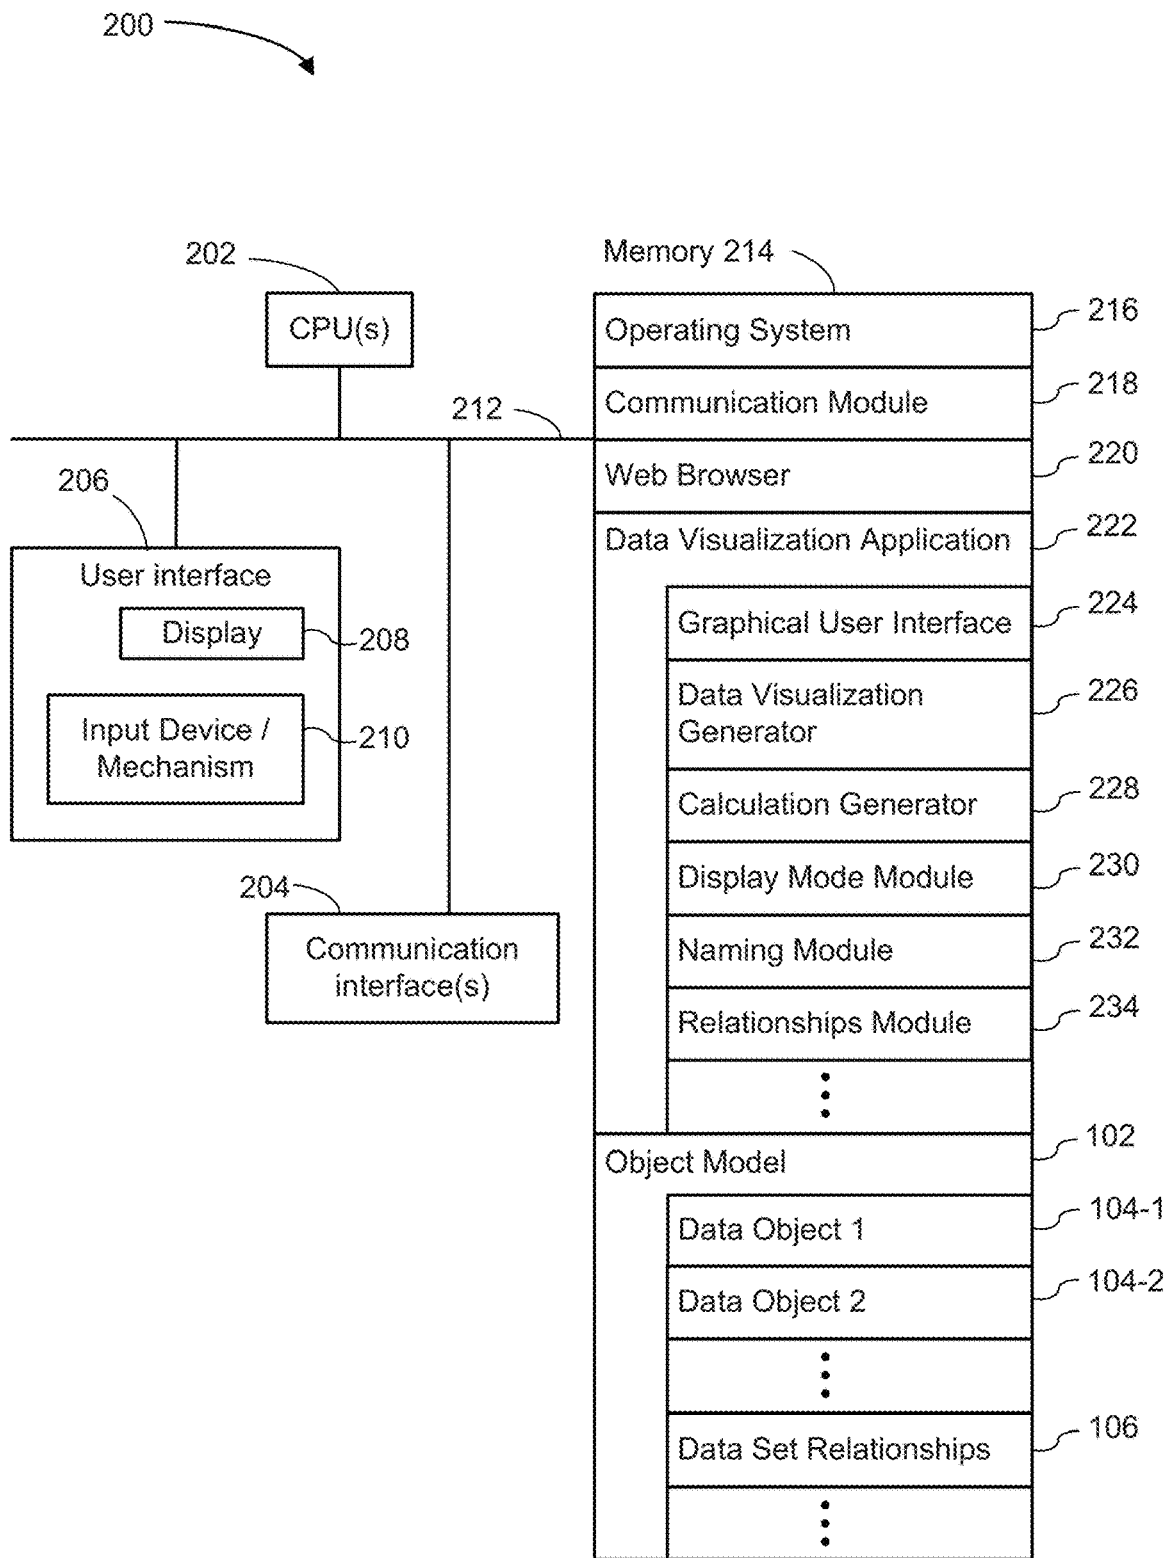 200
202
CPU(s)
212
206
User interface
Display
208
Input Device /
Mechanism
210
204
Communication
interface(s)
Memory 214
Operating System
216
Communication Module
218
Web Browser
220
Data Visualization Application
222
Graphical User Interface
224
Data Visualization
Generator
226
Calculation Generator
228
Display Mode Module
230
Naming Module
232
Relationships Module
234
Object Model
102
Data Object 1
104-1
Data Object 2
104-2
Data Set Relationships
106